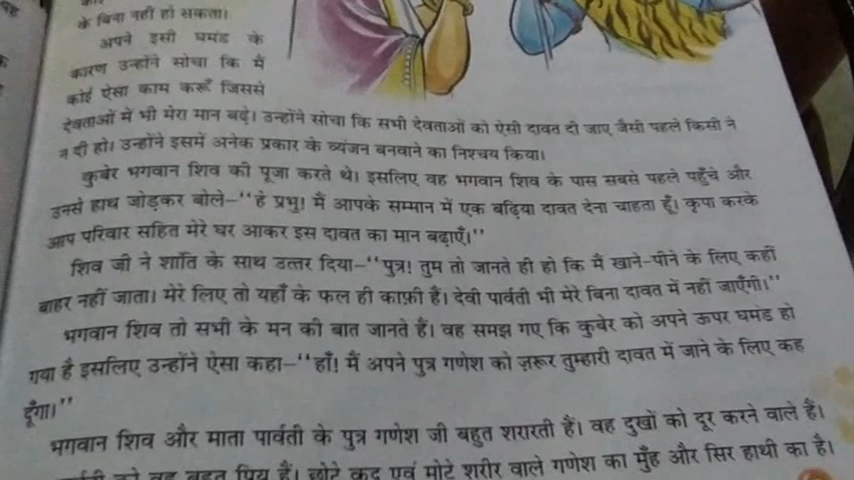 के बिना नहीं हो सकता।
अपने इसी घमंड के
कारण उन्होंने सोचा कि मैं
कोई ऐसा काम करूँ जिससे
देवताओं में भी मेरा मान बढ़े। उन्होंने सोचा कि सभी देवताओं को ऐसी दावत दी जाए जैसी पहले किसी ने
न दी हो। उन्होंने इसमें अनेक प्रकार के व्यंजन बनवाने का निश्चय किया।
कुबेर भगवान शिव की पूजा करते थे। इसलिए वह भगवान शिव के पास सबसे पहले पहुँचे और
उनसे हाथ जोड़कर बोले–“हे प्रभु! मैं आपके सम्मान में एक बढ़िया दावत देना चाहता हूँ। कृपा करके
आप परिवार सहित मेरे घर आकर इस दावत का मान बढ़ाएँ।”
शिव जी ने शांति के साथ उत्तर दिया–“पुत्र! तुम तो जानते ही हो कि मैं खाने-पीने के लिए कहीं
बाहर नहीं जाता। मेरे लिए तो यहाँ के फल ही काफ़ी हैं। देवी पार्वती भी मेरे बिना दावत में नहीं जाएँगी।”
भगवान शिव तो सभी के मन की बात जानते हैं। वह समझ गए कि कुबेर को अपने ऊपर घमंड हो
गया है इसलिए उन्होंने ऐसा कहा–“हाँ! मैं अपने पुत्र गणेश को ज़रूर तुम्हारी दावत में जाने के लिए कह
दूँगा।”
भगवान शिव और माता पार्वती के पुत्र गणेश जी बहुत शरारती हैं। वह दुखों को दूर करने वाले हैं।
को वह बहुत प्रिय हैं। छोटे कद एवं मोटे शरीर वाले गणेश का मुँह और सिर हाथी का है।